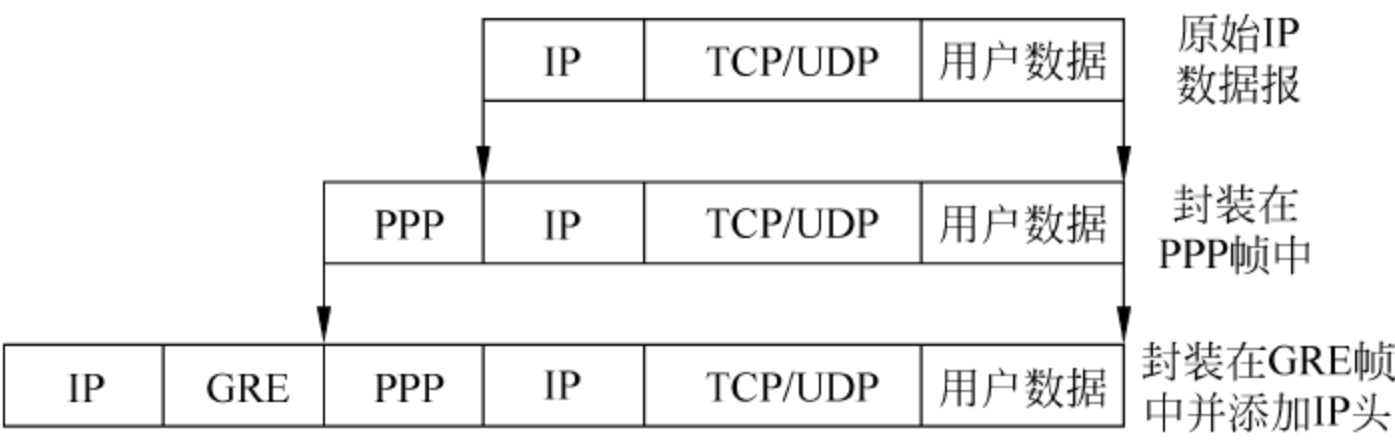 IP TCP/UDP 用户数据 原始IP
数据报
PPP IP TCP/UDP 用户数据 封装在
PPP帧中
IP GRE PPP IP TCP/UDP 用户数据 封装在GRE帧
中并添加IP头